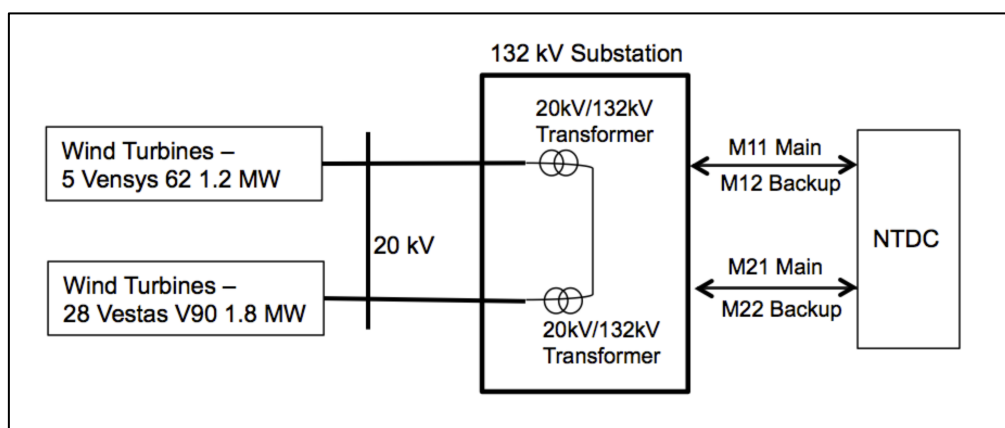 132 kV Substation
20kV/132kV
Transformer
Wind Turbines –
5 Vensys 62 1.2 MW
M11 Main
M12 Backup
20 kV
NTDC
Wind Turbines –
28 Vestas V90 1.8 MW
M21 Main
M22 Backup
20kV/132kV
Transformer